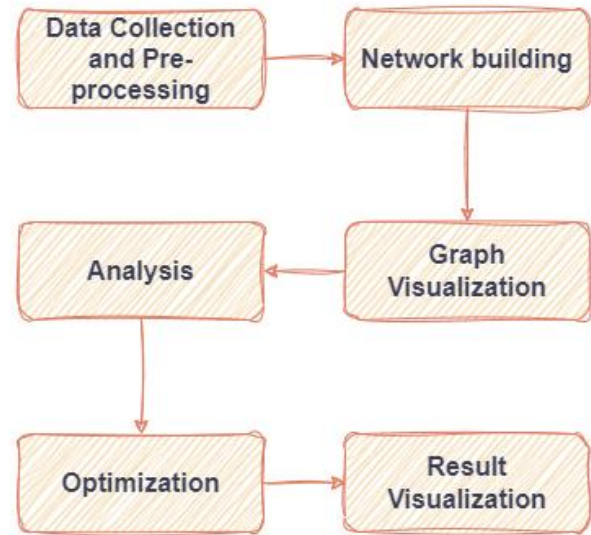 Data Collection
and Pre-
processing
Network building
Graph
Visualization
Analysis
Optimization
Result
Visualization